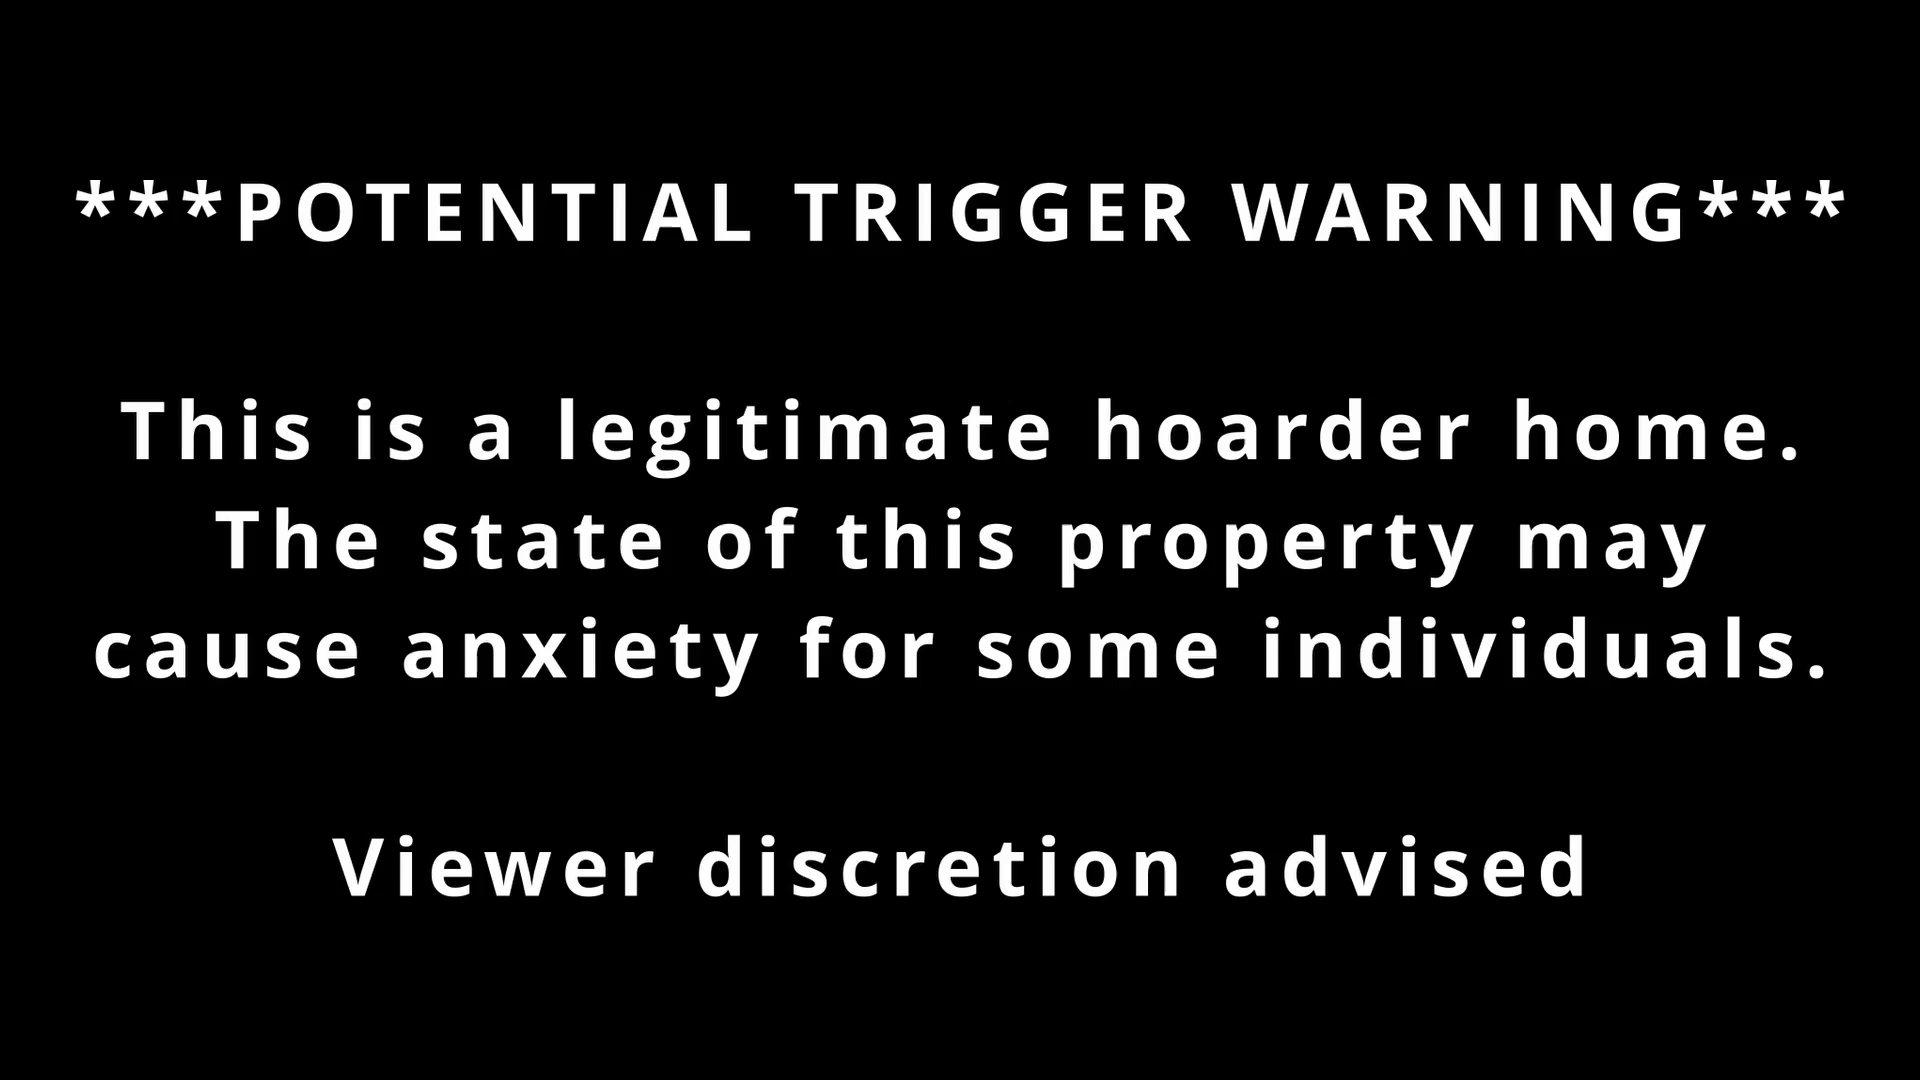 ***POTENTIAL TRIGGER WARNING***
This is a legitimate hoarder home.
The state of this property may
cause anxiety for some individuals.
Viewer discretion advised